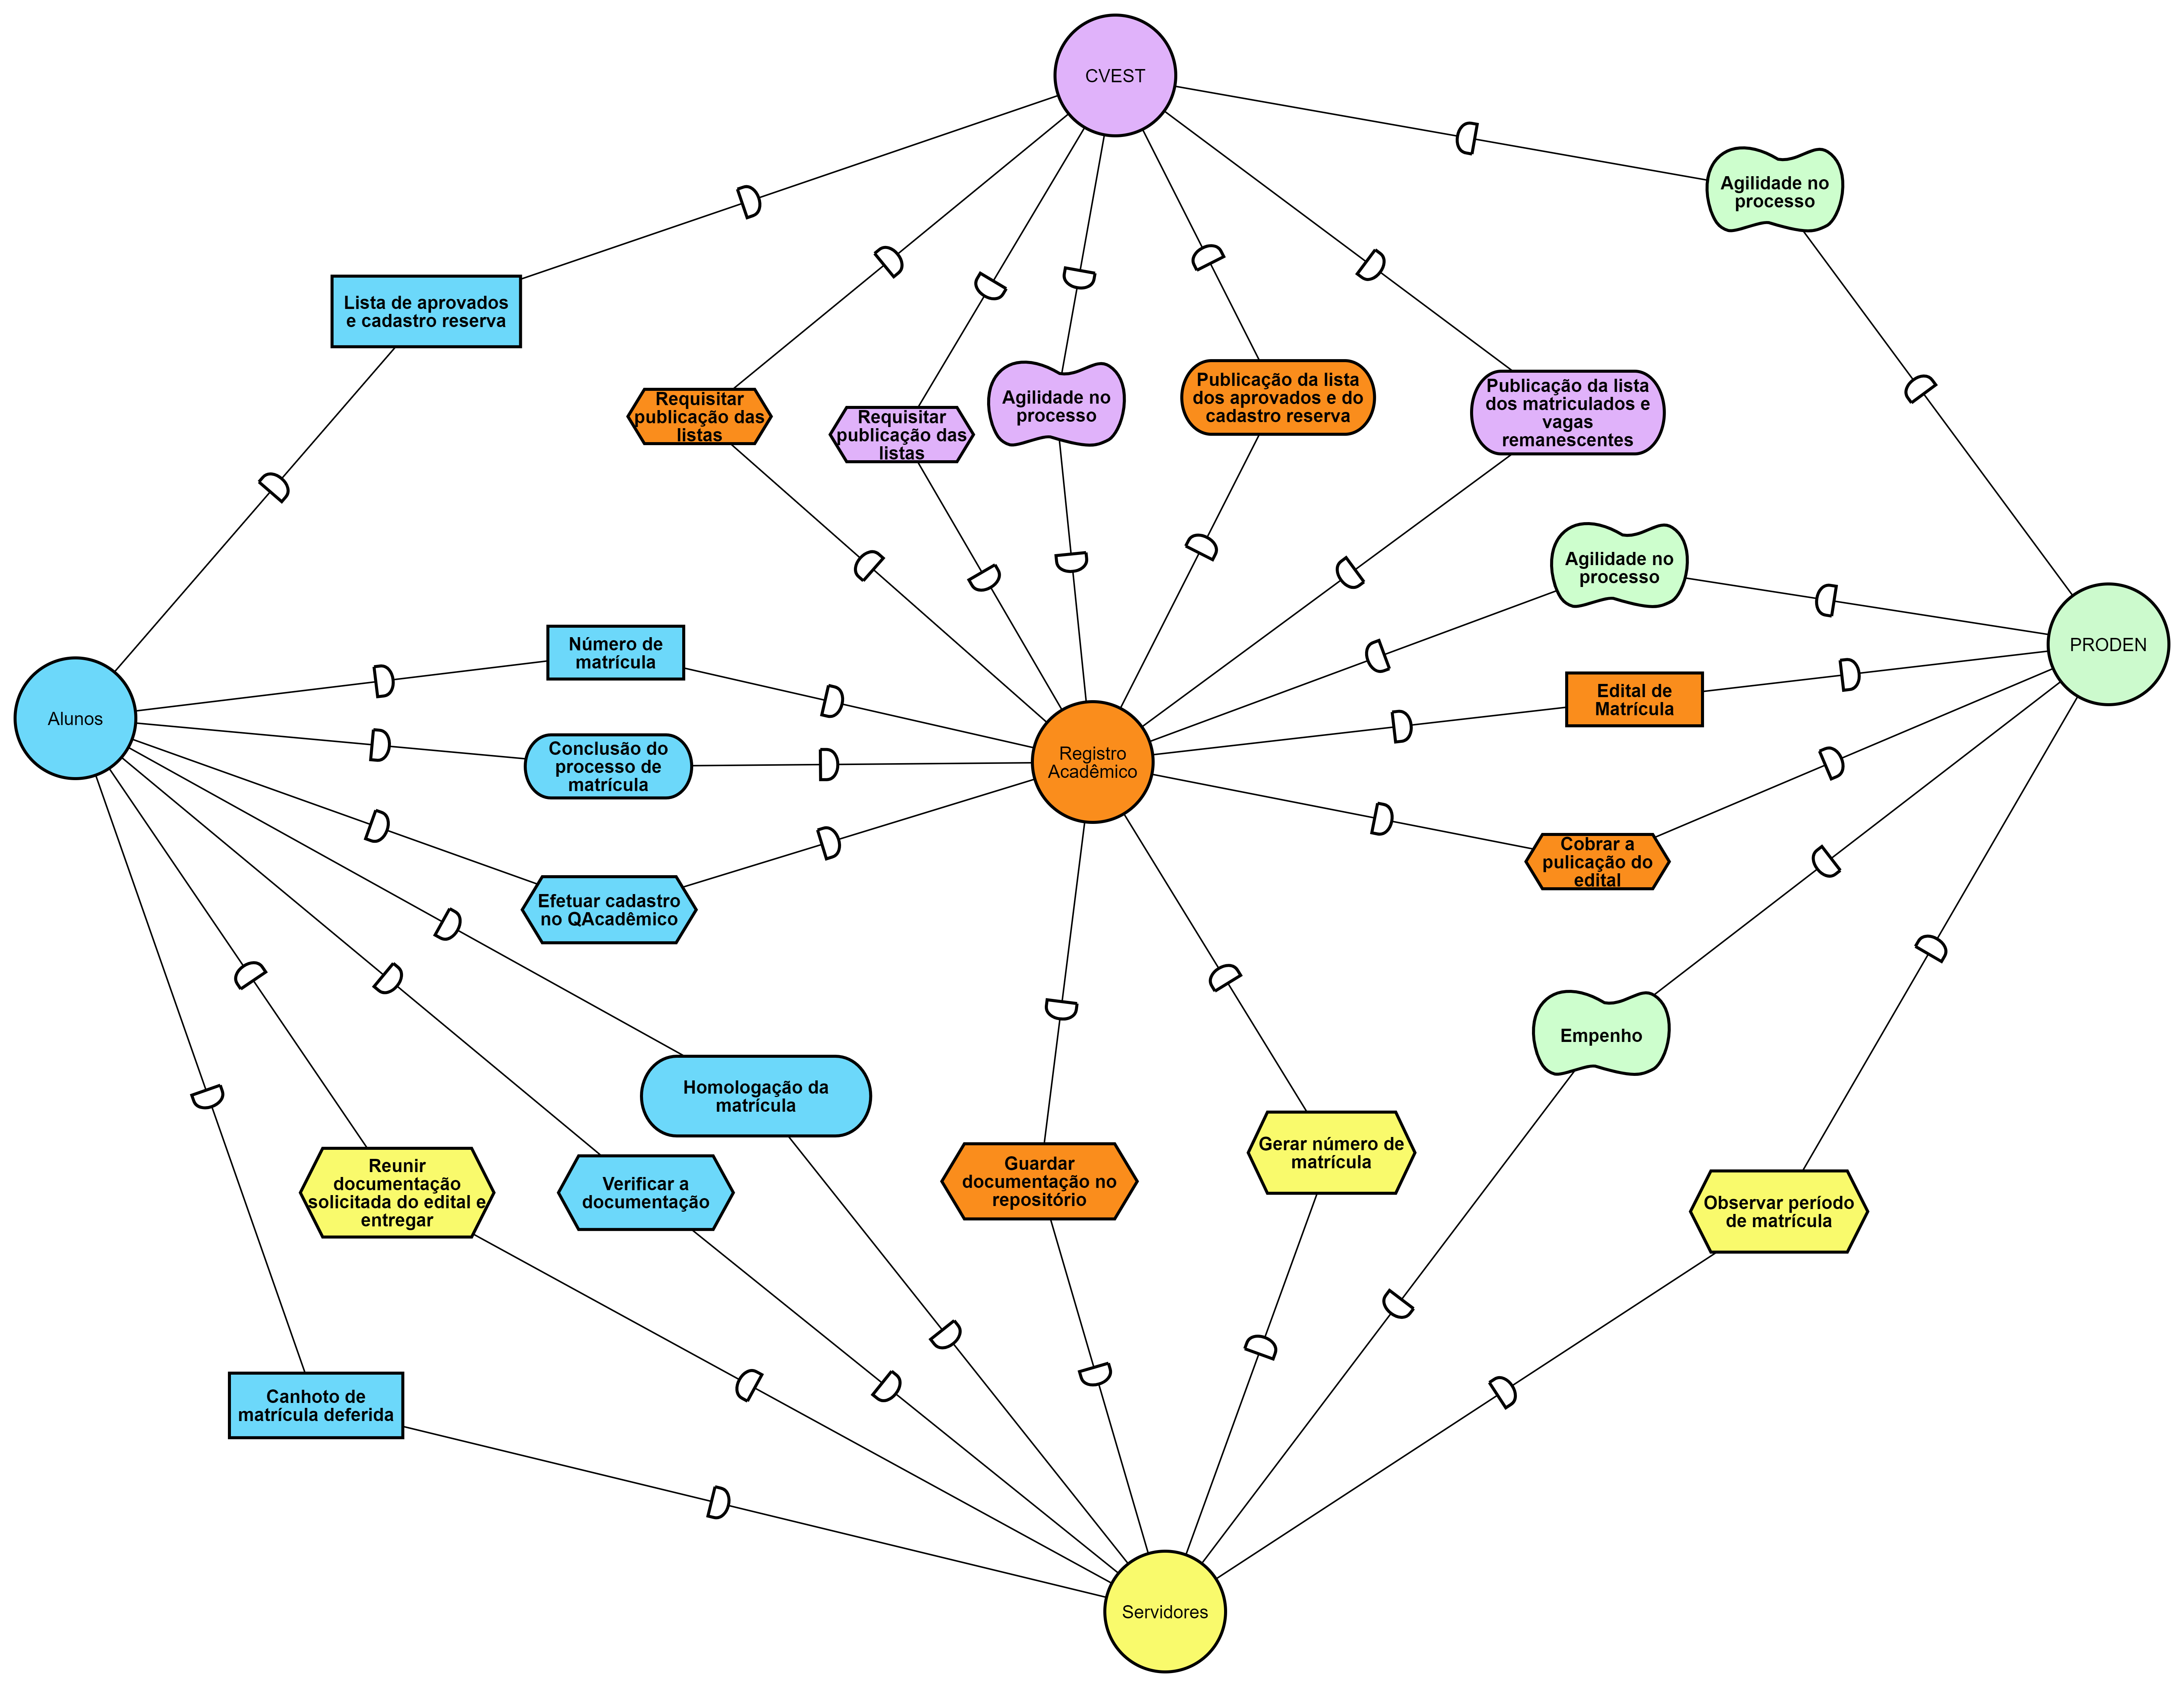 CVEST
Agilidade no
processo
Lista de aprovados
e cadastro reserva
Requisitar
publicação das
listas
Requisitar
publicação das
listas
Agilidade no
processo
Publicação da lista
dos aprovados e do
cadastro reserva
Publicação da lista
dos matriculados e
vagas
remanescentes
Agilidade no
processo
PRODEN
Número de
matrícula
Edital de
Matrícula
Alunos
Conclusão do
processo de
matrícula
Registro
Acadêmico
Cobrar a
pulicação do
edital
Efetuar cadastro
no QAcadêmico
Empenho
Homologação da
matrícula
Reunir
documentação
solicitada do edital e
entregar
Verificar a
documentação
Guardar
documentação no
repositório
Gerar número de
matrícula
Observar período
de matrícula
Canhoto de
matrícula deferida
Servidores